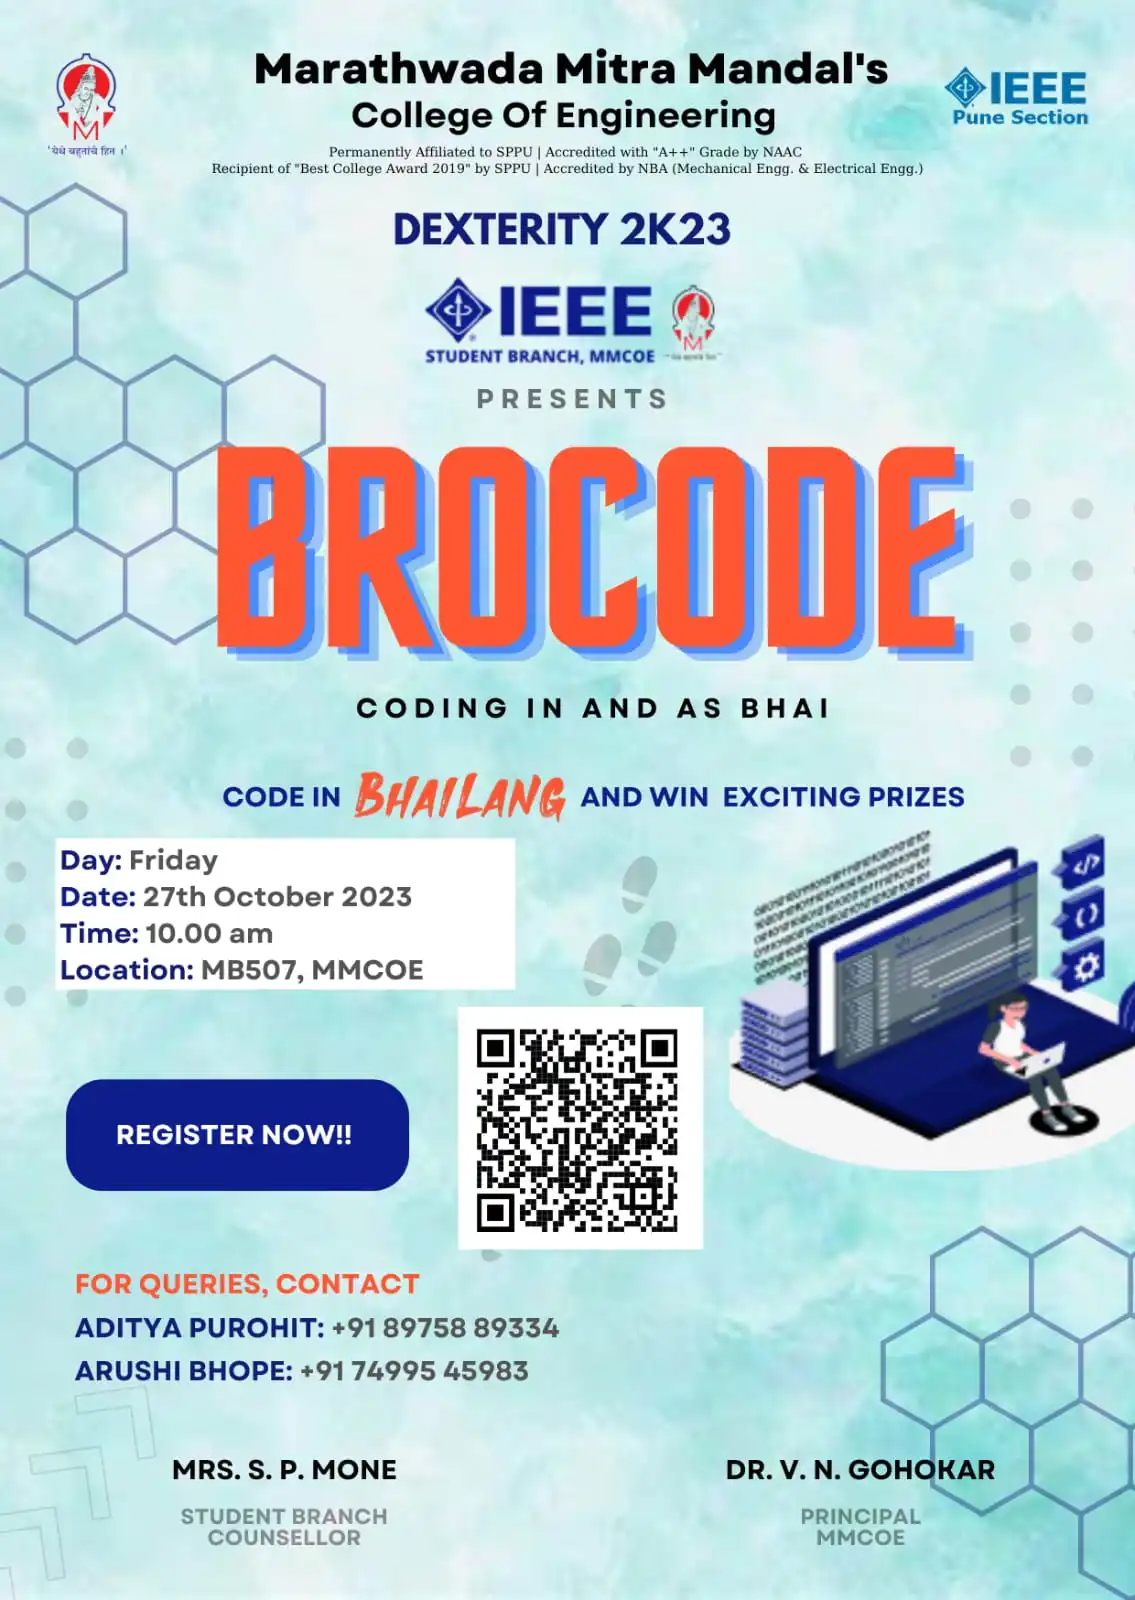 Marathwada Mitra Mandal's
College Of Engineering
Permanently Affiliated to SPPU | Accredited with "A++" Grade by NAAC
Recipient of "Best College Award 2019" by SPPU | Accredited by NBA (Mechanical Engg. & Electrical Engg.)
M
'येथे बहुतांचे हित ।'
IEEE
Pune Section
DEXTERITY 2K23
IEEE
STUDENT BRANCH, MMCOE
M
PRESENTS
BROCODE
CODING IN AND AS BHAI
CODE IN BHAILANG AND WIN EXCITING PRIZES
Day: Friday
Date: 27th October 2023
Time: 10.00 am
Location: MB507, MMCOE
REGISTER NOW!!
FOR QUERIES, CONTACT
ADITYA PUROHIT: +91 89758 89334
ARUSHI BHOPE: +91 74995 45983
MRS. S. P. MONE
STUDENT BRANCH
COUNSELLOR
DR. V. N. GOHOKAR
PRINCIPAL
MMCOE